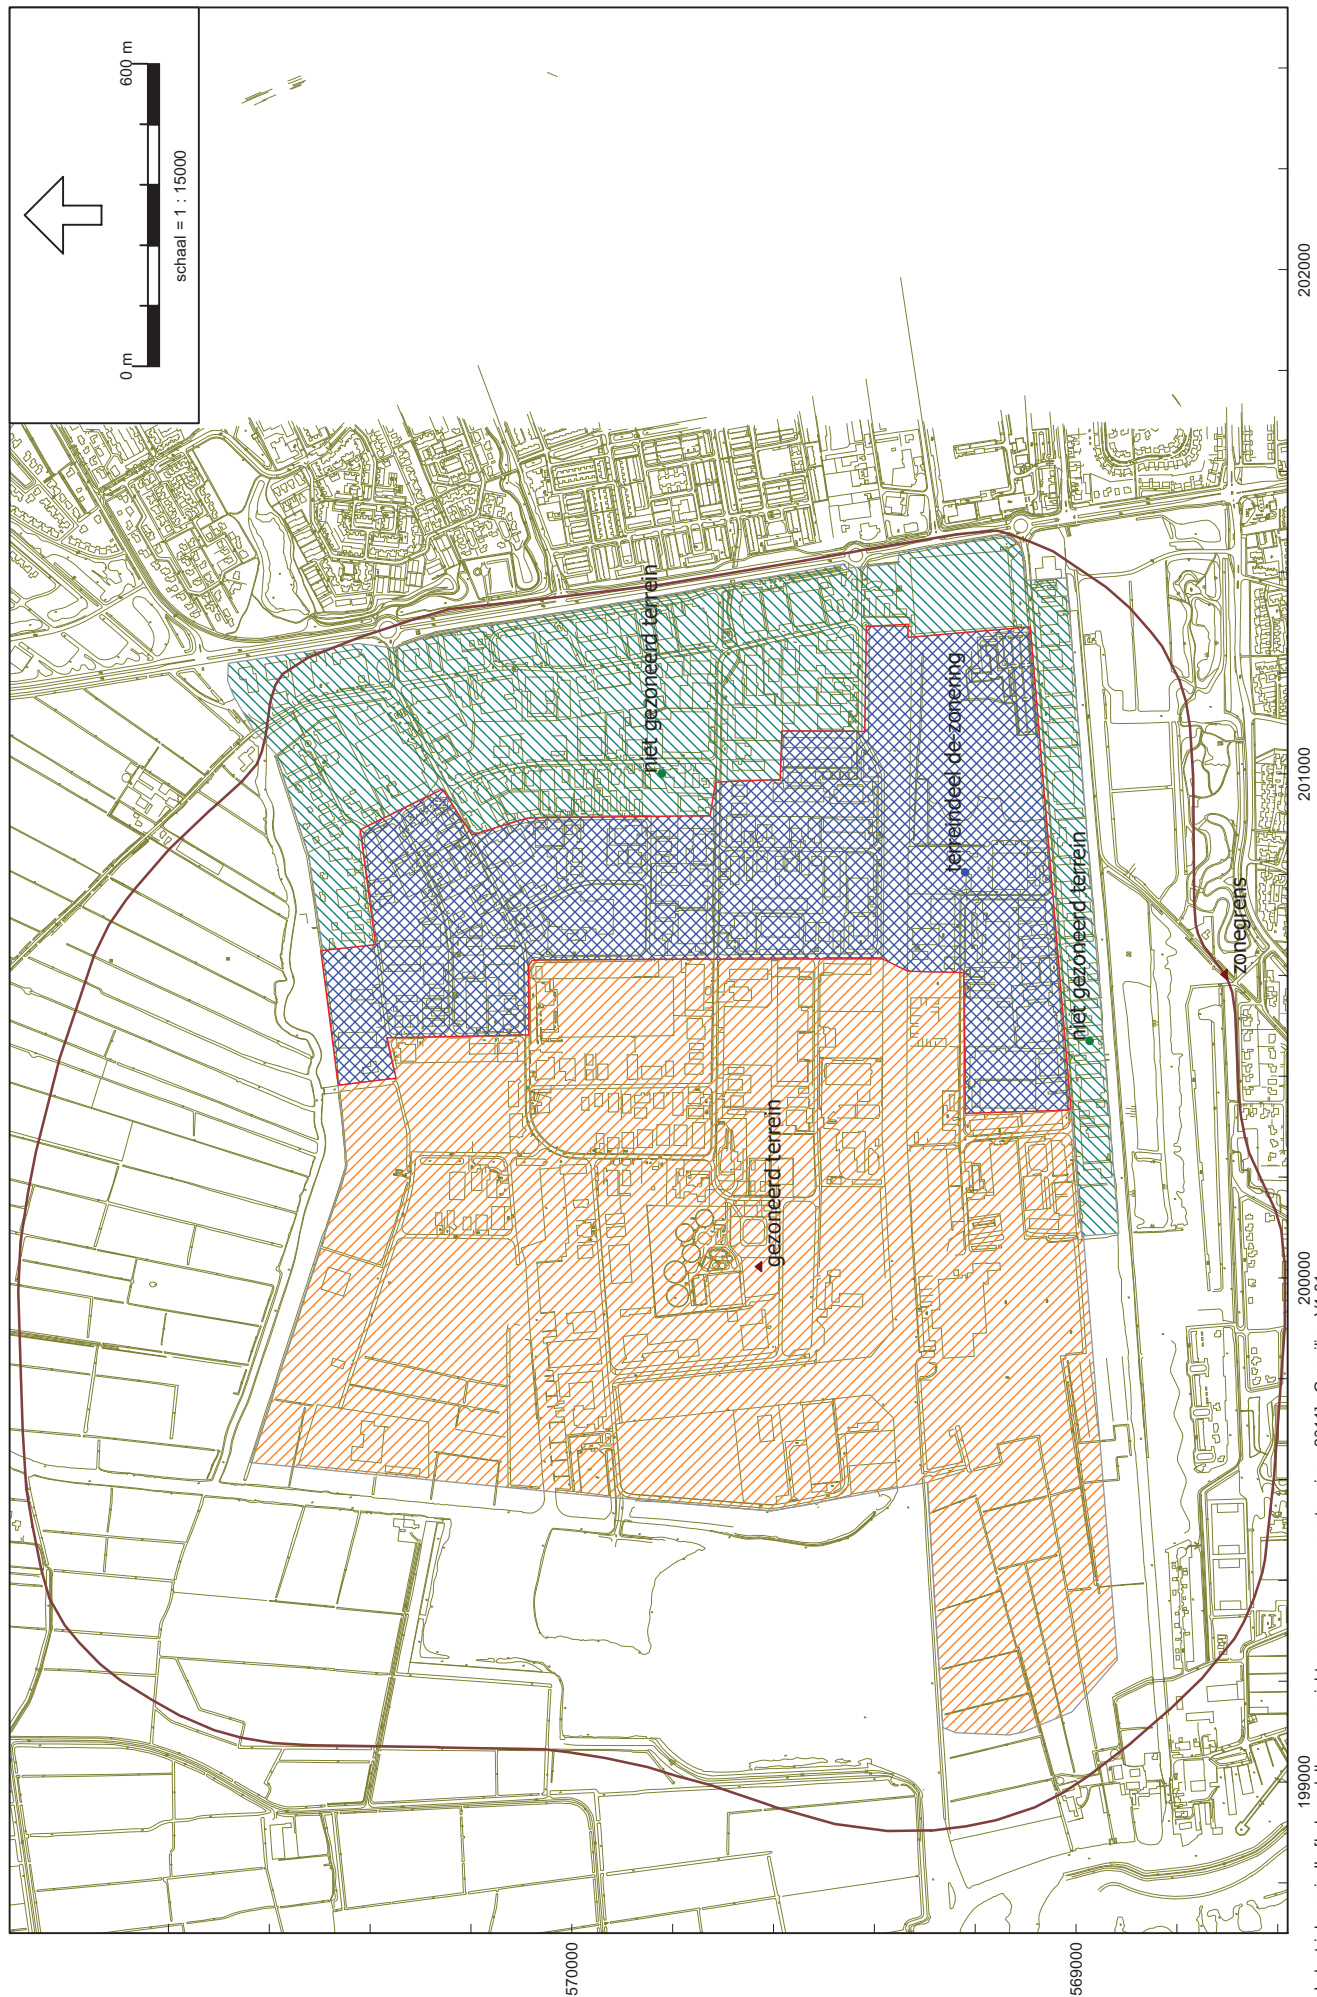 0 m
600 m
schaal = 1 : 15000
niet gezoneerd terrein
terreindeel de-zonering
niet gezoneerd terrein
gezoneerd terrein
zonegrens
570000
569000
199000
200000
201000
202000